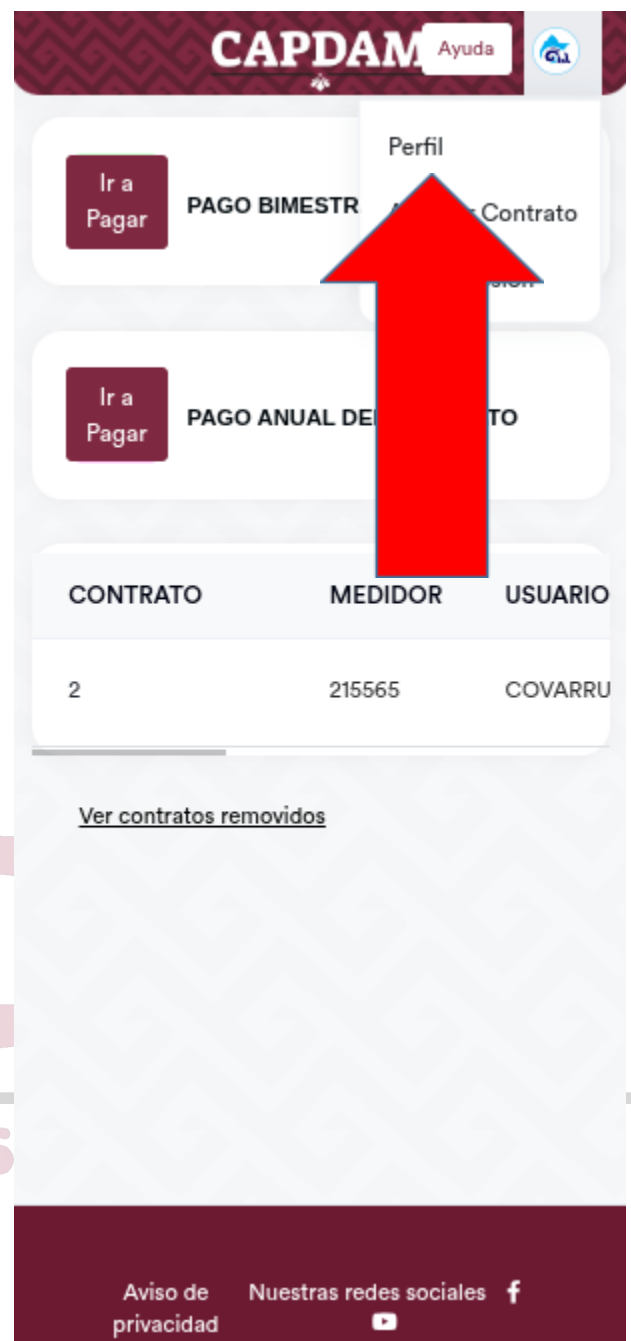 CAPDAM
Ayuda
Perfil
Contrato
Ir a
Pagar
PAGO BIMESTR
Ir a
Pagar
PAGO ANUAL DE
TO
CONTRATO MEDIDOR USUARIO
2 215565 COVARRU
Ver contratos removidos
s
Aviso de
privacidad
Nuestras redes sociales